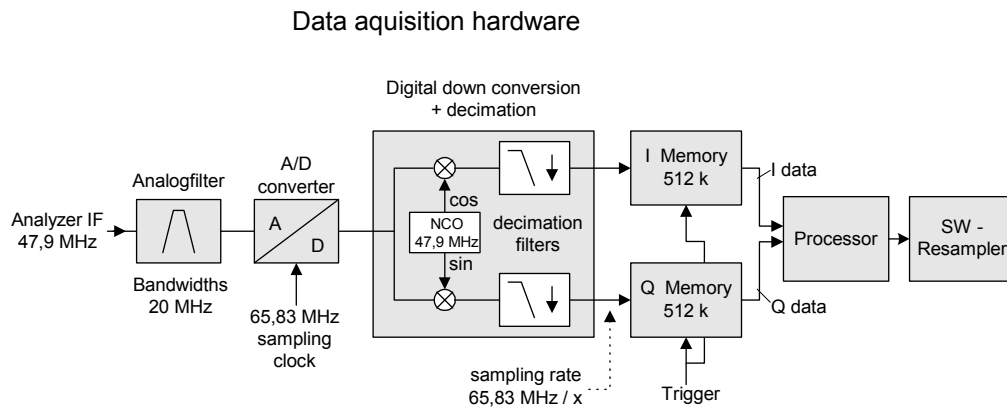 Data aquisition hardware
Digital down conversion
+ decimation
Analyzer IF
47,9 MHz
Analogfilter
Bandwidths
20 MHz
A/D
converter
A
D
65,83 MHz
sampling
clock
cos
NCO
47,9 MHz
sin
decimation
filters
sampling rate
65,83 MHz / x
I Memory
512 k
Q Memory
512 k
Trigger
I data
Q data
Processor
SW -
Resampler